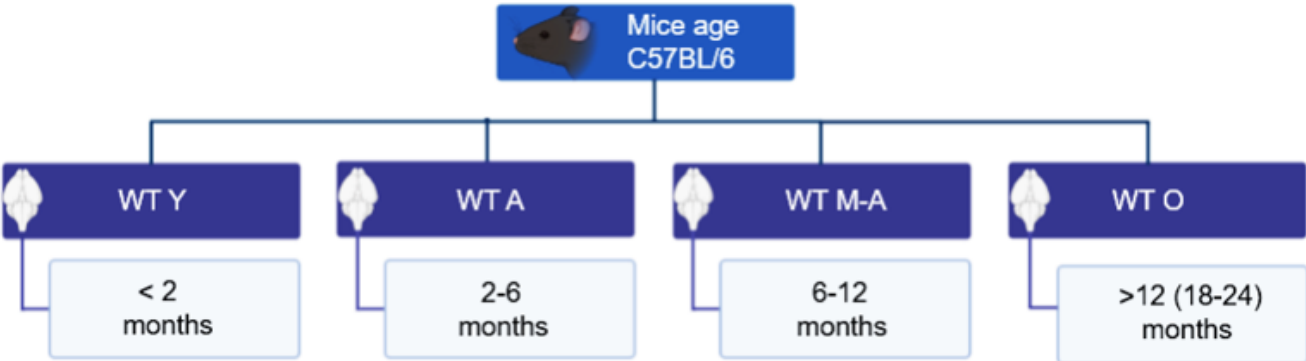 Mice age
C57BL/6
WT Y
WT A
WT M-A
WT O
< 2
months
2-6
months
6-12
months
>12 (18-24)
months